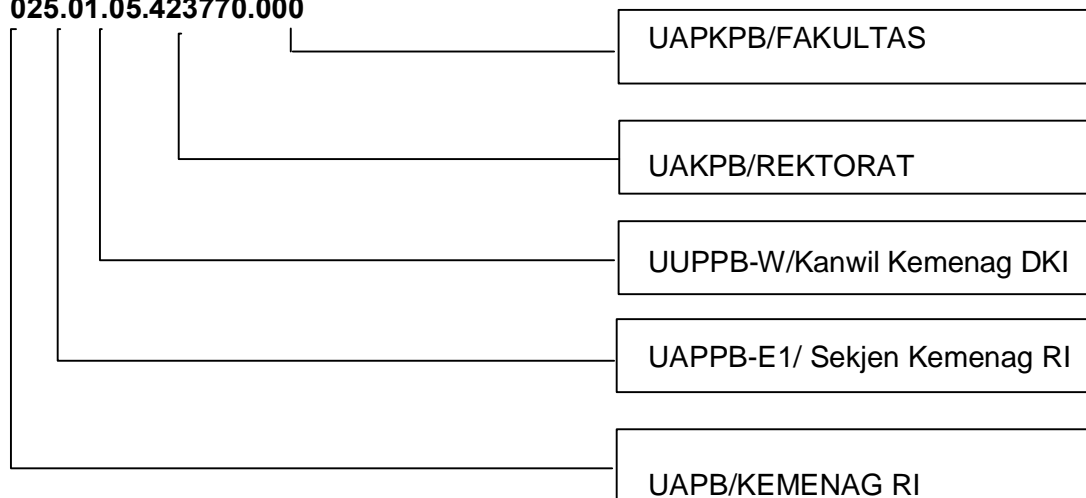 025.01.05.423770.000
UAPKPB/FAKULTAS
UAKPB/REKTORAT
UUPPB-W/Kanwil Kemenag DKI
UAPPB-E1/ Sekjen Kemenag RI
UAPB/KEMENAG RI